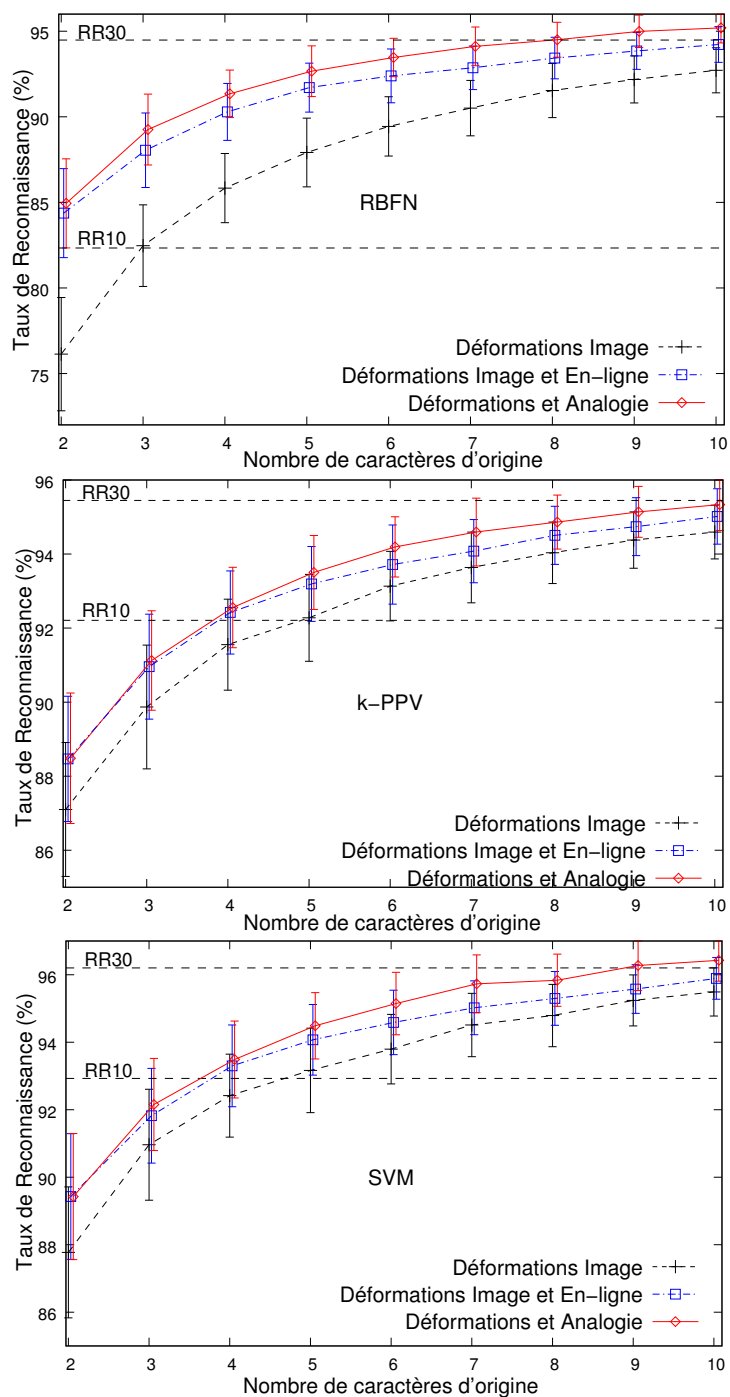 95
RR30
90
85
RR10
80
75
Taux de Reconnaissance (%)
RBFN
Déformations Image
Déformations Image et En-ligne
Déformations et Analogie
2 3 4 5 6 7 8 9 10
Nombre de caractères d'origine
96
RR30
94
RR10
92
90
88
86
Taux de Reconnaissance (%)
k-PPV
Déformations Image
Déformations Image et En-ligne
Déformations et Analogie
2 3 4 5 6 7 8 9 10
Nombre de caractères d'origine
RR30
96
94
RR10
92
90
88
86
Taux de Reconnaissance (%)
SVM
Déformations Image
Déformations Image et En-ligne
Déformations et Analogie
2 3 4 5 6 7 8 9 10
Nombre de caractères d'origine